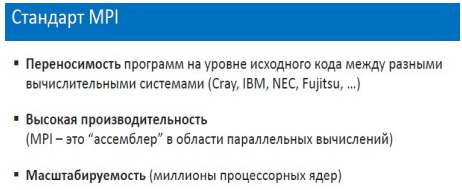 Стандарт MPI
▪ Переносимость программ на уровне исходного кода между разными
вычислительными системами (Cray, IBM, NEC, Fujitsu, ...)
▪ Высокая производительность
(MPI – это “ассемблер” в области параллельных вычислений)
▪ Масштабируемость (миллионы процессорных ядер)